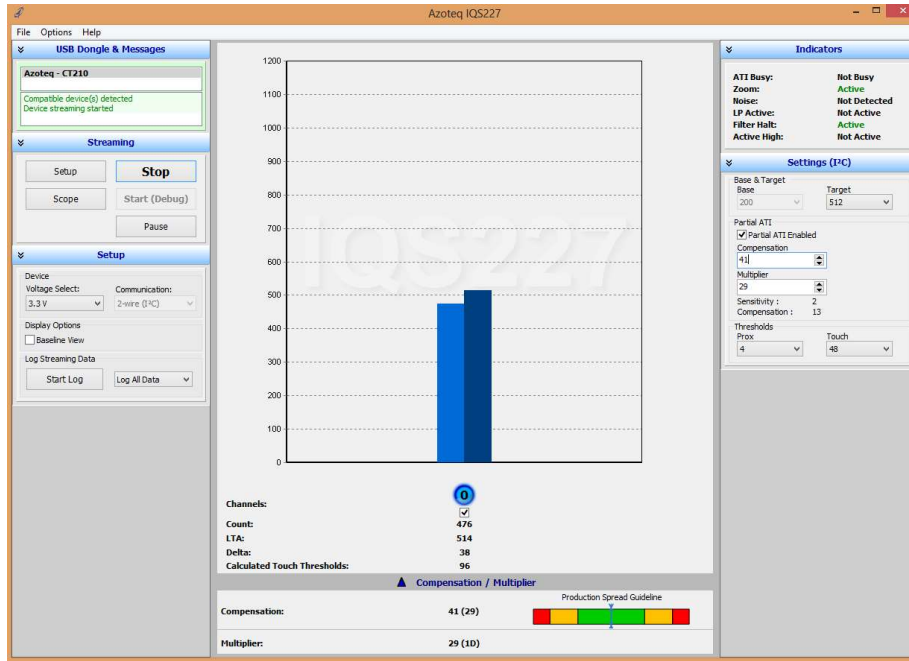 Azoteq IQS227
File Options Help
USB Dongle & Messages
Azoteq - CT210
Compatible device(s) detected
Device streaming started
Streaming
Setup
Stop
Scope
Start (Debug)
Pause
Setup
Device
Voltage Select:
Communication:
3.3 V
2-wire (I²C)
Display Options
Baseline View
Log Streaming Data
Start Log
Log All Data
1200
1100
1000
900
800
700
600
500
400
300
200
100
0
IQS227
0
Channels:
Count: 476
LTA: 514
Delta: 38
Calculated Touch Thresholds: 96
Compensation / Multiplier
Production Spread Guideline
Compensation: 41 (29)
Multiplier: 29 (1D)
Indicators
ATI Busy: Not Busy
Zoom: Active
Noise: Not Detected
LP Active: Not Active
Filter Halt: Active
Active High: Not Active
Settings (I²C)
Base & Target
Base Target
200 512
Partial ATI
Partial ATI Enabled
Compensation
41
Multiplier
29
Sensitivity : 2
Compensation : 13
Thresholds
Prox Touch
4 48